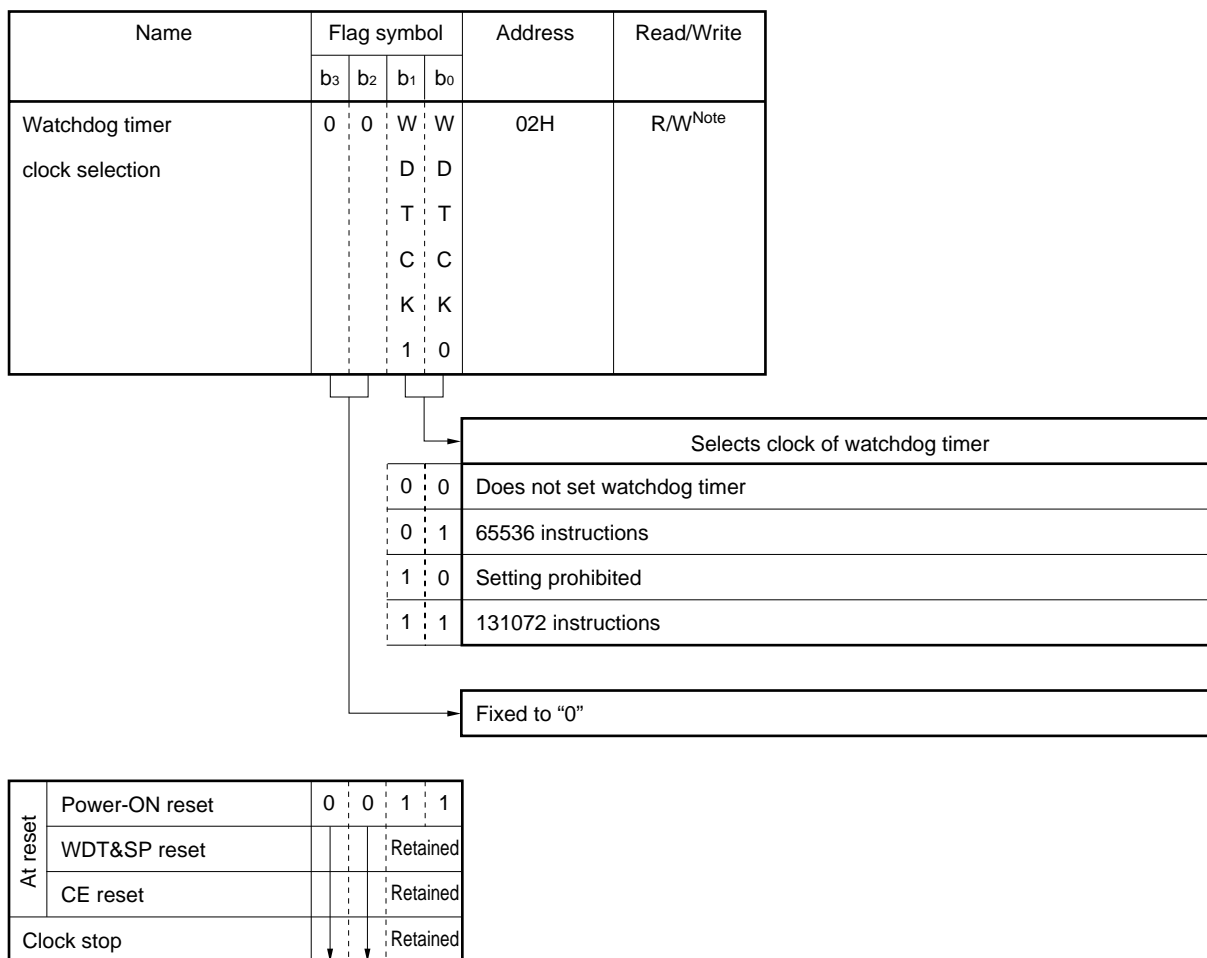 Name Flag symbol Address Read/Write
b3 b2 b1 b0
Watchdog timer 0 0 W W 02H R/WNote
clock selection D D
T T
C C
K K
1 0
Selects clock of watchdog timer
0 0 Does not set watchdog timer
0 1 65536 instructions
1 0 Setting prohibited
1 1 131072 instructions
Fixed to “0”
At reset
Power-ON reset 0 0 1 1
WDT&SP reset Retained
CE reset Retained
Clock stop Retained